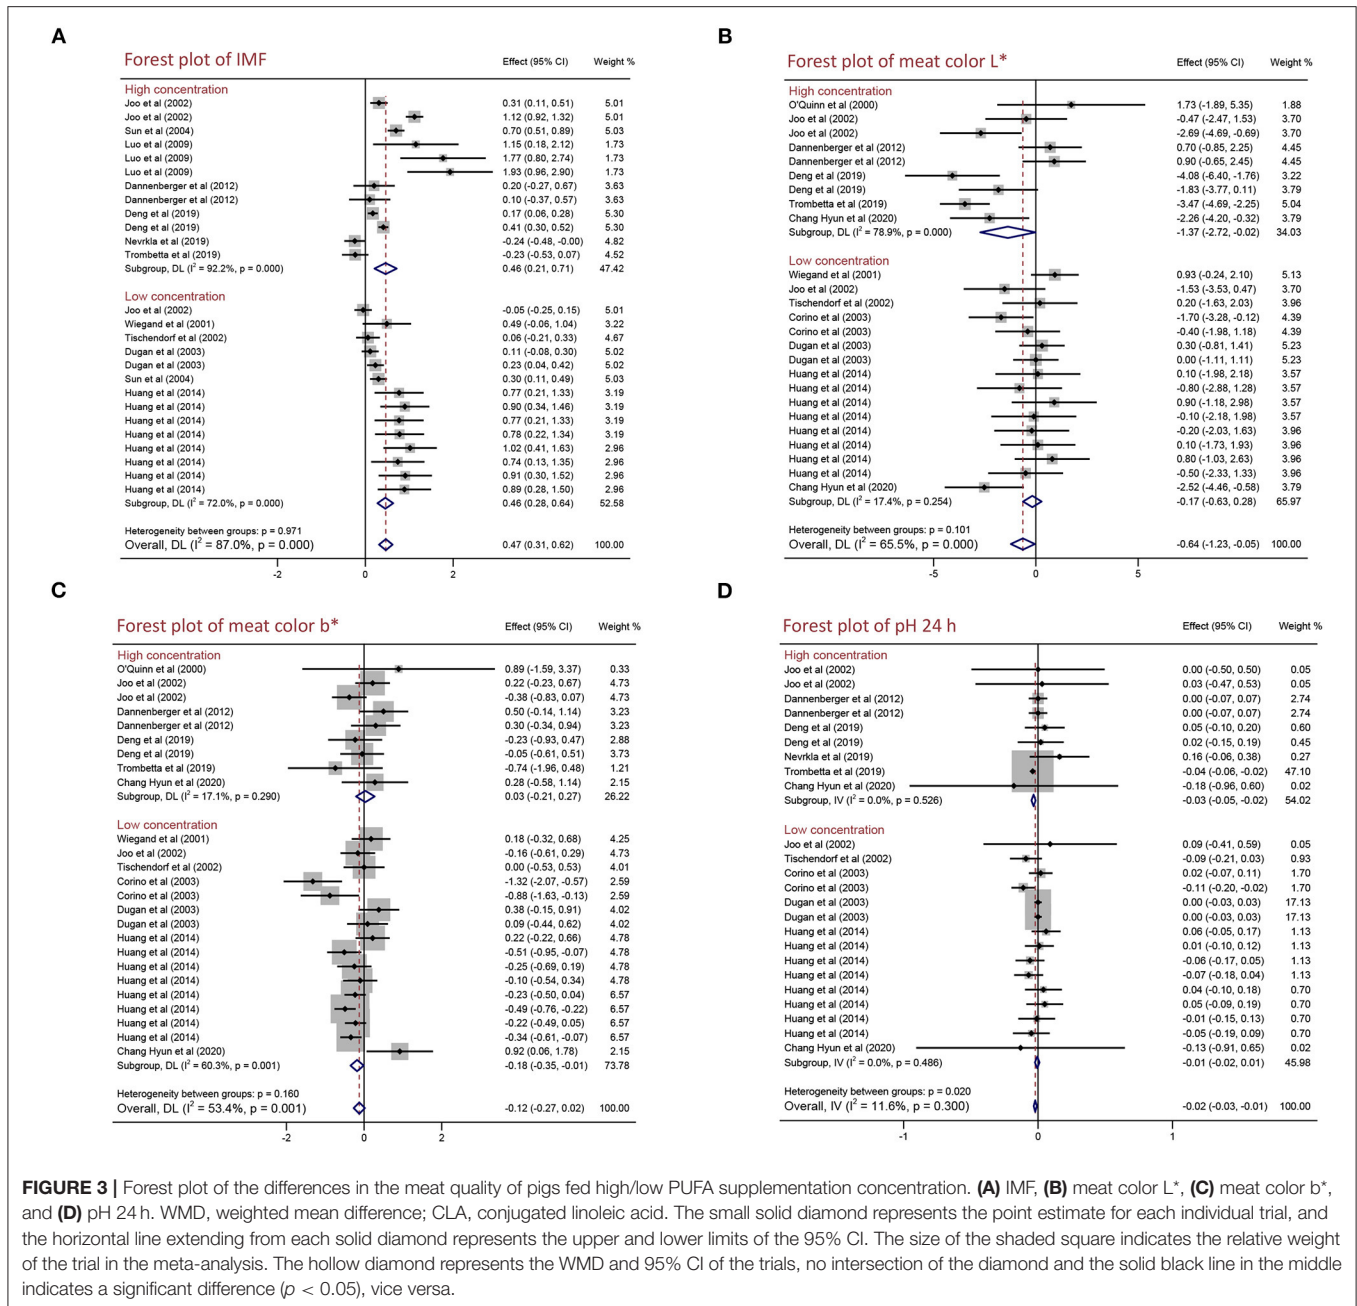 A
Forest plot of IMF
Effect (95% CI) Weight %
High concentration
Joo et al (2002) 0.31 (0.11, 0.51) 5.01
Joo et al (2002) 1.12 (0.92, 1.32) 5.01
Sun et al (2004) 0.70 (0.51, 0.89) 5.03
Luo et al (2009) 1.15 (0.18, 2.12) 1.73
Luo et al (2009) 1.77 (0.80, 2.74) 1.73
Luo et al (2009) 1.93 (0.96, 2.90) 1.73
Dannenberger et al (2012) 0.20 (-0.27, 0.67) 3.63
Dannenberger et al (2012) 0.10 (-0.37, 0.57) 3.63
Deng et al (2019) 0.17 (0.06, 0.28) 5.30
Deng et al (2019) 0.41 (0.30, 0.52) 5.30
Nevrkla et al (2019) -0.24 (-0.48, -0.00) 4.82
Trombetta et al (2019) -0.23 (-0.53, 0.07) 4.52
Subgroup, DL (I² = 92.2%, p = 0.000) 0.46 (0.21, 0.71) 47.42
Low concentration
Joo et al (2002) -0.05 (-0.25, 0.15) 5.01
Wiegand et al (2001) 0.49 (-0.06, 1.04) 3.22
Tischendorf et al (2002) 0.06 (-0.21, 0.33) 4.67
Dugan et al (2003) 0.11 (-0.08, 0.30) 5.02
Dugan et al (2003) 0.23 (0.04, 0.42) 5.02
Sun et al (2004) 0.30 (0.11, 0.49) 5.03
Huang et al (2014) 0.77 (0.21, 1.33) 3.19
Huang et al (2014) 0.90 (0.34, 1.46) 3.19
Huang et al (2014) 0.77 (0.21, 1.33) 3.19
Huang et al (2014) 0.78 (0.22, 1.34) 3.19
Huang et al (2014) 1.02 (0.41, 1.63) 2.96
Huang et al (2014) 0.74 (0.13, 1.35) 2.96
Huang et al (2014) 0.91 (0.30, 1.52) 2.96
Huang et al (2014) 0.89 (0.28, 1.50) 2.96
Subgroup, DL (I² = 72.0%, p = 0.000) 0.46 (0.28, 0.64) 52.58
Heterogeneity between groups: p = 0.971
Overall, DL (I² = 87.0%, p = 0.000) 0.47 (0.31, 0.62) 100.00
-2 0 2
B
Forest plot of meat color L*
Effect (95% CI) Weight %
High concentration
O'Quinn et al (2000) 1.73 (-1.89, 5.35) 1.88
Joo et al (2002) -0.47 (-2.47, 1.53) 3.70
Joo et al (2002) -2.69 (-4.69, -0.69) 3.70
Dannenberger et al (2012) 0.70 (-0.85, 2.25) 4.45
Dannenberger et al (2012) 0.90 (-0.65, 2.45) 4.45
Deng et al (2019) -4.08 (-6.40, -1.76) 3.22
Deng et al (2019) -1.83 (-3.77, 0.11) 3.79
Trombetta et al (2019) -3.47 (-4.69, -2.25) 5.04
Chang Hyun et al (2020) -2.26 (-4.20, -0.32) 3.79
Subgroup, DL (I² = 78.9%, p = 0.000) -1.37 (-2.72, -0.02) 34.03
Low concentration
Wiegand et al (2001) 0.93 (-0.24, 2.10) 5.13
Joo et al (2002) -1.53 (-3.53, 0.47) 3.70
Tischendorf et al (2002) 0.20 (-1.63, 2.03) 3.96
Corino et al (2003) -1.70 (-3.28, -0.12) 4.39
Corino et al (2003) -0.40 (-1.98, 1.18) 4.39
Dugan et al (2003) 0.30 (-0.81, 1.41) 5.23
Dugan et al (2003) 0.00 (-1.11, 1.11) 5.23
Huang et al (2014) 0.10 (-1.98, 2.18) 3.57
Huang et al (2014) -0.80 (-2.88, 1.28) 3.57
Huang et al (2014) 0.90 (-1.18, 2.98) 3.57
Huang et al (2014) -0.10 (-2.18, 1.98) 3.57
Huang et al (2014) -0.20 (-2.03, 1.63) 3.96
Huang et al (2014) 0.10 (-1.73, 1.93) 3.96
Huang et al (2014) 0.80 (-1.03, 2.63) 3.96
Huang et al (2014) -0.50 (-2.33, 1.33) 3.96
Chang Hyun et al (2020) -2.52 (-4.46, -0.58) 3.79
Subgroup, DL (I² = 17.4%, p = 0.254) -0.17 (-0.63, 0.28) 65.97
Heterogeneity between groups: p = 0.101
Overall, DL (I² = 65.5%, p = 0.000) -0.64 (-1.23, -0.05) 100.00
-5 0 5
C
Forest plot of meat color b*
Effect (95% CI) Weight %
High concentration
O'Quinn et al (2000) 0.89 (-1.59, 3.37) 0.33
Joo et al (2002) 0.22 (-0.23, 0.67) 4.73
Joo et al (2002) -0.38 (-0.83, 0.07) 4.73
Dannenberger et al (2012) 0.50 (-0.14, 1.14) 3.23
Dannenberger et al (2012) 0.30 (-0.34, 0.94) 3.23
Deng et al (2019) -0.23 (-0.93, 0.47) 2.88
Deng et al (2019) -0.05 (-0.61, 0.51) 3.73
Trombetta et al (2019) -0.74 (-1.96, 0.48) 1.21
Chang Hyun et al (2020) 0.28 (-0.58, 1.14) 2.15
Subgroup, DL (I² = 17.1%, p = 0.290) 0.03 (-0.21, 0.27) 26.22
Low concentration
Wiegand et al (2001) 0.18 (-0.32, 0.68) 4.25
Joo et al (2002) -0.16 (-0.61, 0.29) 4.73
Tischendorf et al (2002) 0.00 (-0.53, 0.53) 4.01
Corino et al (2003) -1.32 (-2.07, -0.57) 2.59
Corino et al (2003) -0.88 (-1.63, -0.13) 2.59
Dugan et al (2003) 0.38 (-0.15, 0.91) 4.02
Dugan et al (2003) 0.09 (-0.44, 0.62) 4.02
Huang et al (2014) 0.22 (-0.22, 0.66) 4.78
Huang et al (2014) -0.51 (-0.95, -0.07) 4.78
Huang et al (2014) -0.25 (-0.69, 0.19) 4.78
Huang et al (2014) -0.10 (-0.54, 0.34) 4.78
Huang et al (2014) -0.23 (-0.50, 0.04) 6.57
Huang et al (2014) -0.49 (-0.76, -0.22) 6.57
Huang et al (2014) -0.22 (-0.49, 0.05) 6.57
Huang et al (2014) -0.34 (-0.61, -0.07) 6.57
Chang Hyun et al (2020) 0.92 (0.06, 1.78) 2.15
Subgroup, DL (I² = 60.3%, p = 0.001) -0.18 (-0.35, -0.01) 73.78
Heterogeneity between groups: p = 0.160
Overall, DL (I² = 53.4%, p = 0.001) -0.12 (-0.27, 0.02) 100.00
-2 0 2
D
Forest plot of pH 24 h
Effect (95% CI) Weight %
High concentration
Joo et al (2002) 0.00 (-0.50, 0.50) 0.05
Joo et al (2002) 0.03 (-0.47, 0.53) 0.05
Dannenberger et al (2012) 0.00 (-0.07, 0.07) 2.74
Dannenberger et al (2012) 0.00 (-0.07, 0.07) 2.74
Deng et al (2019) 0.05 (-0.10, 0.20) 0.60
Deng et al (2019) 0.02 (-0.15, 0.19) 0.45
Nevrkla et al (2019) 0.16 (-0.06, 0.38) 0.27
Trombetta et al (2019) -0.04 (-0.06, -0.02) 47.10
Chang Hyun et al (2020) -0.18 (-0.96, 0.60) 0.02
Subgroup, IV (I² = 0.0%, p = 0.526) -0.03 (-0.05, -0.02) 54.02
Low concentration
Joo et al (2002) 0.09 (-0.41, 0.59) 0.05
Tischendorf et al (2002) -0.09 (-0.21, 0.03) 0.93
Corino et al (2003) 0.02 (-0.07, 0.11) 1.70
Corino et al (2003) -0.11 (-0.20, -0.02) 1.70
Dugan et al (2003) 0.00 (-0.03, 0.03) 17.13
Dugan et al (2003) 0.00 (-0.03, 0.03) 17.13
Huang et al (2014) 0.06 (-0.05, 0.17) 1.13
Huang et al (2014) 0.01 (-0.10, 0.12) 1.13
Huang et al (2014) -0.06 (-0.17, 0.05) 1.13
Huang et al (2014) -0.07 (-0.18, 0.04) 1.13
Huang et al (2014) 0.04 (-0.10, 0.18) 0.70
Huang et al (2014) 0.05 (-0.09, 0.19) 0.70
Huang et al (2014) -0.01 (-0.15, 0.13) 0.70
Huang et al (2014) -0.05 (-0.19, 0.09) 0.70
Chang Hyun et al (2020) -0.13 (-0.91, 0.65) 0.02
Subgroup, IV (I² = 0.0%, p = 0.486) -0.01 (-0.02, 0.01) 45.98
Heterogeneity between groups: p = 0.020
Overall, IV (I² = 11.6%, p = 0.300) -0.02 (-0.03, -0.01) 100.00
-1 0 1
FIGURE 3 | Forest plot of the differences in the meat quality of pigs fed high/low PUFA supplementation concentration. (A) IMF, (B) meat color L*, (C) meat color b*,
and (D) pH 24 h. WMD, weighted mean difference; CLA, conjugated linoleic acid. The small solid diamond represents the point estimate for each individual trial, and
the horizontal line extending from each solid diamond represents the upper and lower limits of the 95% CI. The size of the shaded square indicates the relative weight
of the trial in the meta-analysis. The hollow diamond represents the WMD and 95% CI of the trials, no intersection of the diamond and the solid black line in the middle
indicates a significant difference (p < 0.05), vice versa.